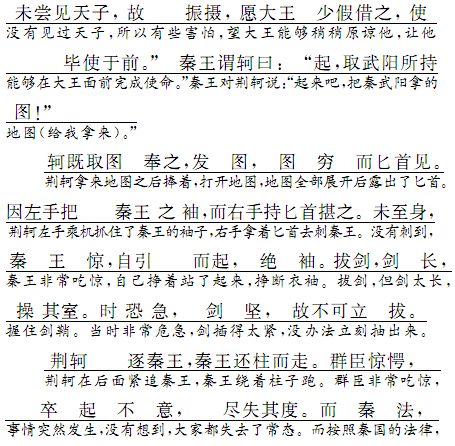 未尝见天子，故 振摄，愿大王 少假借之，使
没有见过天子，所以有些害怕，望大王能够稍稍原谅他，让他
毕使于前。” 秦王谓轲曰：“起，取武阳所持
能够在大王面前完成使命。”秦王对荆轲说：“起来吧，把秦武阳拿的
图！”
地图（给我拿来）。”
轲既取图 奉之，发 图，图 穷 而匕首见。
荆轲拿来地图之后捧着，打开地图，地图全部展开后露出了匕首。
因左手把 秦王之袖，而右手持匕首揕之。未至身，
荆轲左手乘机抓住了秦王的袖子，右手拿着匕首去刺秦王。没有刺到，
秦 王 惊，自引 而起，绝 袖。拔剑，剑 长，
秦王非常吃惊，自己挣着站了起来，挣断衣袖。拔剑，但剑太长，
操 其室。时 恐急，剑 坚，故不可立 拔。
握住剑鞘。当时非常危急，剑插得太紧，没办法立刻抽出来。
荆轲 逐秦王，秦王还柱而走。群臣惊愕，
荆轲在后面紧追秦王，秦王绕着柱子跑。群臣非常吃惊，
卒 起 不 意， 尽失其度。而 秦 法，
事情突然发生，没有想到，大家都失去了常态。而按照秦国的法律，